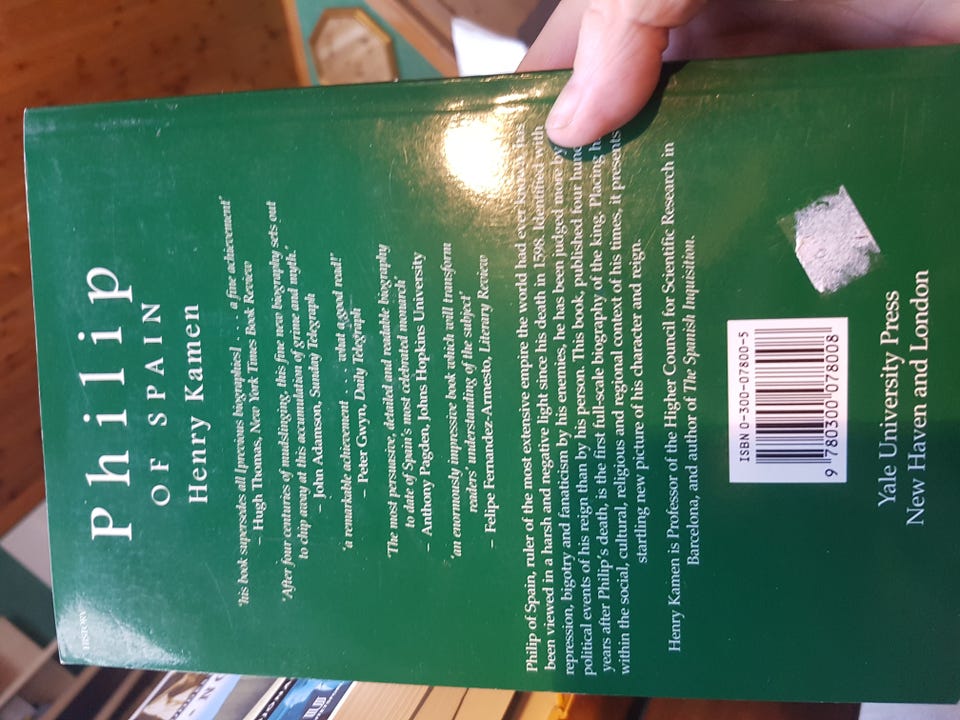 HISTORY
Philip
OF SPAIN
Henry Kamen
'his book supersedes all [previous biographies] . . . a fine achievement'
– Hugh Thomas, New York Times Book Review
'After four centuries of mudslinging, this fine new biography sets out
to chip away at this accumulation of grime and myth.'
– John Adamson, Sunday Telegraph
'a remarkable achievement . . . what a good read!'
– Peter Gwyn, Daily Telegraph
'The most persuasive, detailed and readable biography
to date of Spain's most celebrated monarch'
– Anthony Pagden, Johns Hopkins University
'an enormously impressive book which will transform
readers' understanding of the subject'
– Felipe Fernandez-Armesto, Literary Review
Philip of Spain, ruler of the most extensive empire the world had ever known, has
been viewed in a harsh and negative light since his death in 1598. Identified with
repression, bigotry and fanaticism by his enemies, he has been judged more by
political events of his reign than by his person. This book, published four hund
years after Philip's death, is the first full-scale biography of the king. Placing h
within the social, cultural, religious and regional context of his times, it presents
startling new picture of his character and reign.
Henry Kamen is Professor of the Higher Council for Scientific Research in
Barcelona, and author of The Spanish Inquisition.
ISBN 0-300-07800-5
9 780300 078008
Yale University Press
New Haven and London